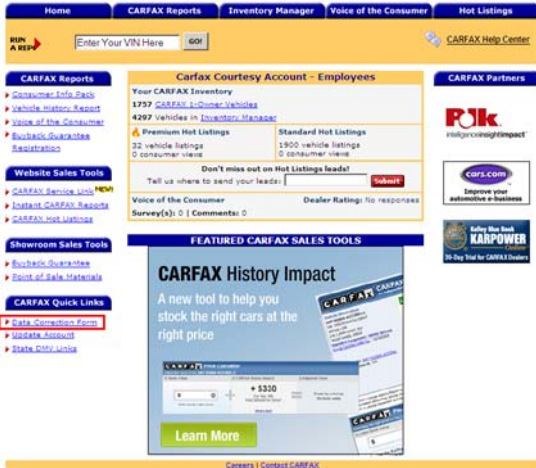 Home
CARFAX Reports
Inventory Manager
Voice of the Consumer
Hot Listings
RUN
A REPORT
Enter Your VIN Here
GO!
CARFAX Help Center
CARFAX Reports
Consumer Info Pack
Vehicle History Report
Voice of the Consumer
Buyback Guarantee
Registration
Website Sales Tools
CARFAX Service Link NEW!
Instant CARFAX Reports
CARFAX Hot Listings
Showroom Sales Tools
Buyback Guarantee
Point of Sale Materials
CARFAX Quick Links
Data Correction Form
Update Account
State DMV Links
Carfax Courtesy Account - Employees
Your CARFAX Inventory
1757 CARFAX 1-Owner Vehicles
4297 Vehicles in Inventory Manager
Premium Hot Listings
32 vehicle listings
0 consumer views
Standard Hot Listings
1900 vehicle listings
0 consumer views
Don't miss out on Hot Listings leads!
Tell us where to send your leads:
Submit
Voice of the Consumer
Dealer Rating: No responses
Survey(s): 0 | Comments: 0
FEATURED CARFAX SALES TOOLS
CARFAX History Impact
A new tool to help you
stock the right cars at the
right price
CARFAX
CARFAX Price Calculator
+ $330
CARFAX
Learn More
CARFAX Partners
Polk.
intelligence insight impact
cars.com
Improve your
automotive e-business
Kelley Blue Book
KARPOWER
Online
30-Day Trial for CARFAX Dealers
Careers | Contact CARFAX